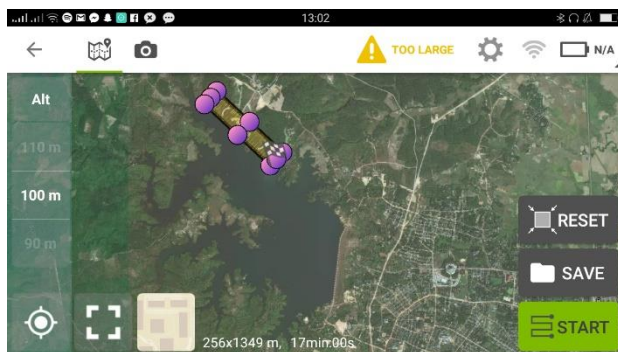 13:02
TOO LARGE
N/A
Alt
110 m
100 m
90 m
RESET
SAVE
START
256x1349 m, 17min:00s